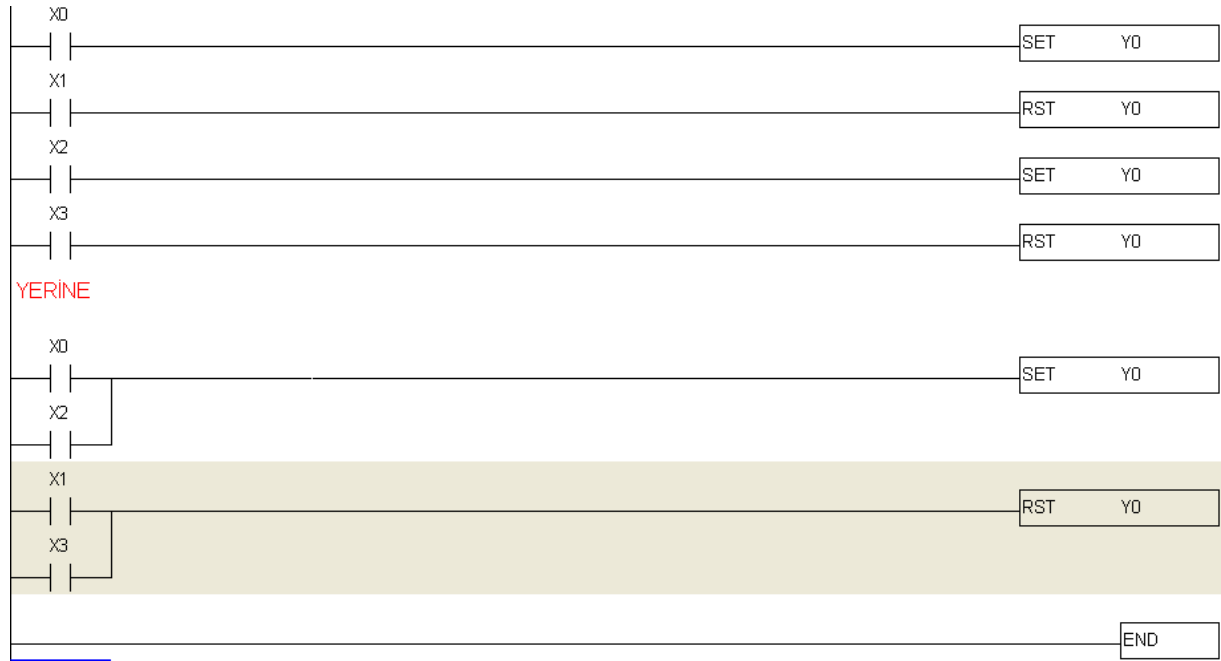 X0
SET Y0
X1
RST Y0
X2
SET Y0
X3
RST Y0
YERİNE
X0
SET Y0
X2
X1
RST Y0
X3
END